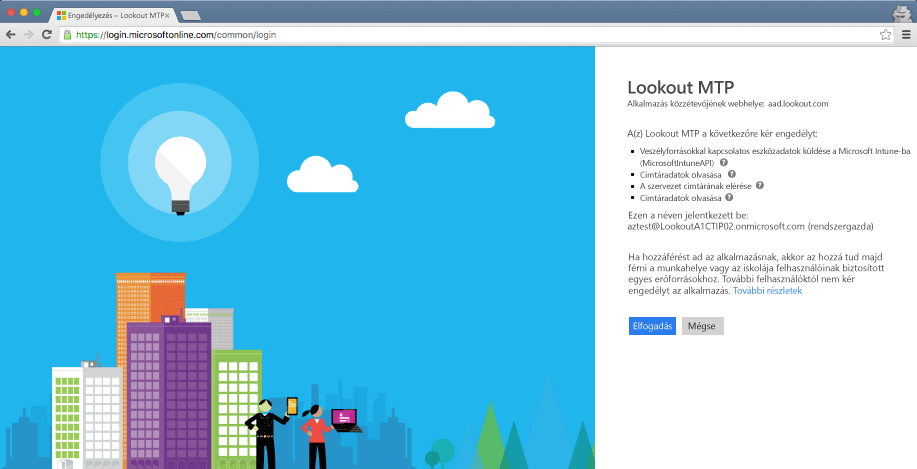 Engedélyezés – Lookout MTP
https://login.microsoftonline.com/common/login
Lookout MTP
Alkalmazás közzétevőjének webhelye: aad.lookout.com
A(z) Lookout MTP a következőre kér engedélyt:
Veszélyforrásokkal kapcsolatos eszközadatok küldése a Microsoft Intune-ba
(MicrosoftIntuneAPI)
Címtáradatok olvasása
A szervezet címtárának elérése
Címtáradatok olvasása
Ezen a néven jelentkezett be:
aztest@LookoutA1CTIP02.onmicrosoft.com (rendszergazda)
Ha hozzáférést ad az alkalmazásnak, akkor az hozzá tud majd
férni a munkahelye vagy az iskolája felhasználóinak biztosított
egyes erőforrásokhoz. További felhasználóktól nem kér
engedélyt az alkalmazás. További részletek
Elfogadás Mégse